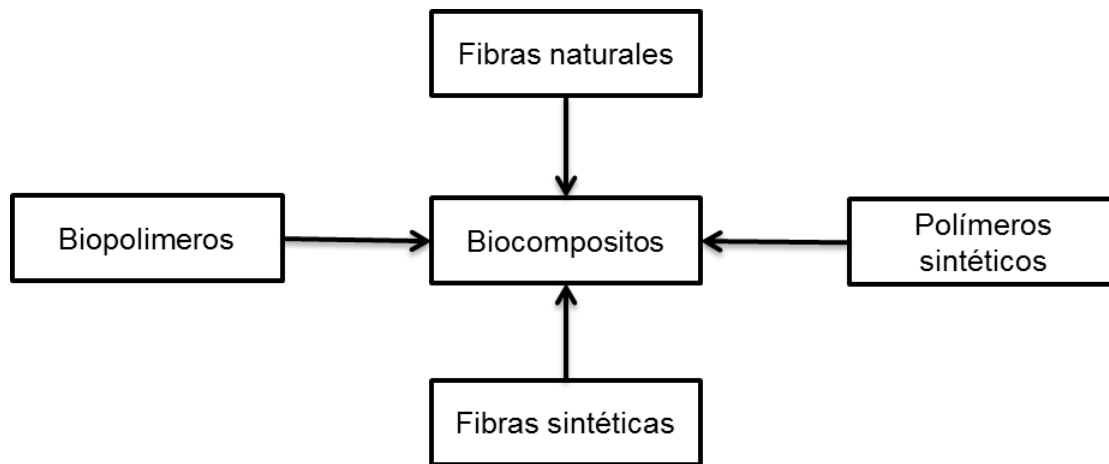 Fibras naturales
Biopolimeros
Biocompositos
Polímeros
sintéticos
Fibras sintéticas